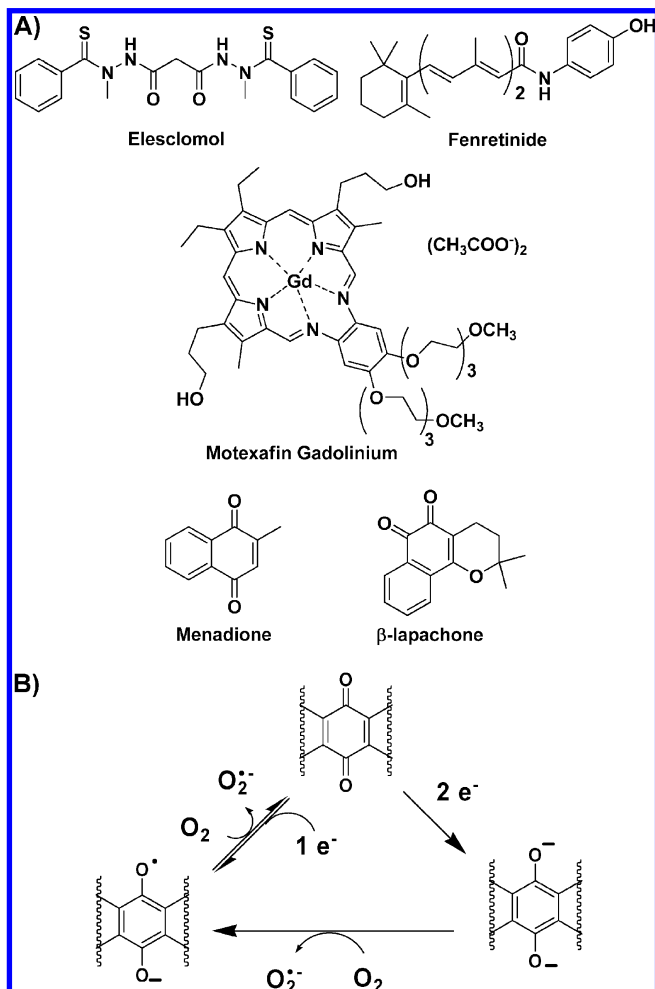 A)
S H N N O O H N N S
Elesclomol
2 O N H OH
Fenretinide
OH
N N Gd N N N
(CH₃COO⁻)₂
O O OCH₃ 3
HO
O O OCH₃ 3
Motexafin Gadolinium
O O
Menadione
O O O
β-lapachone
B)
O
O
O₂•⁻
2 e⁻
O₂
1 e⁻
O• O⁻
O⁻ O⁻
O₂•⁻ O₂